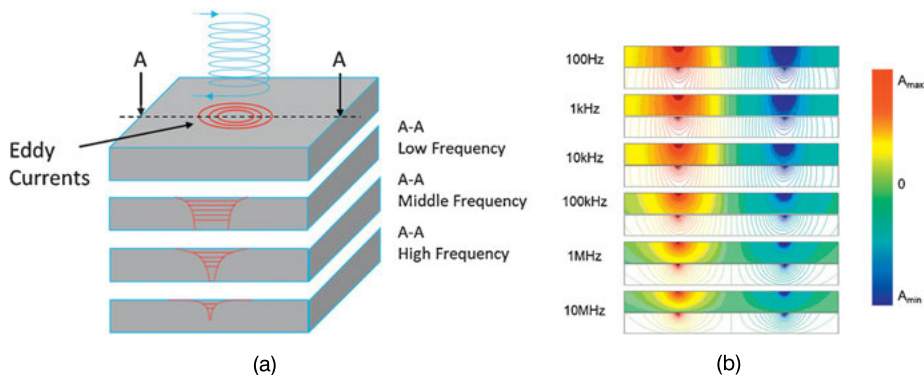 A
A
Eddy
Currents
A-A
Low Frequency
A-A
Middle Frequency
A-A
High Frequency
(a)
100Hz
1kHz
10kHz
100kHz
1MHz
10MHz
Amax
0
Amin
(b)